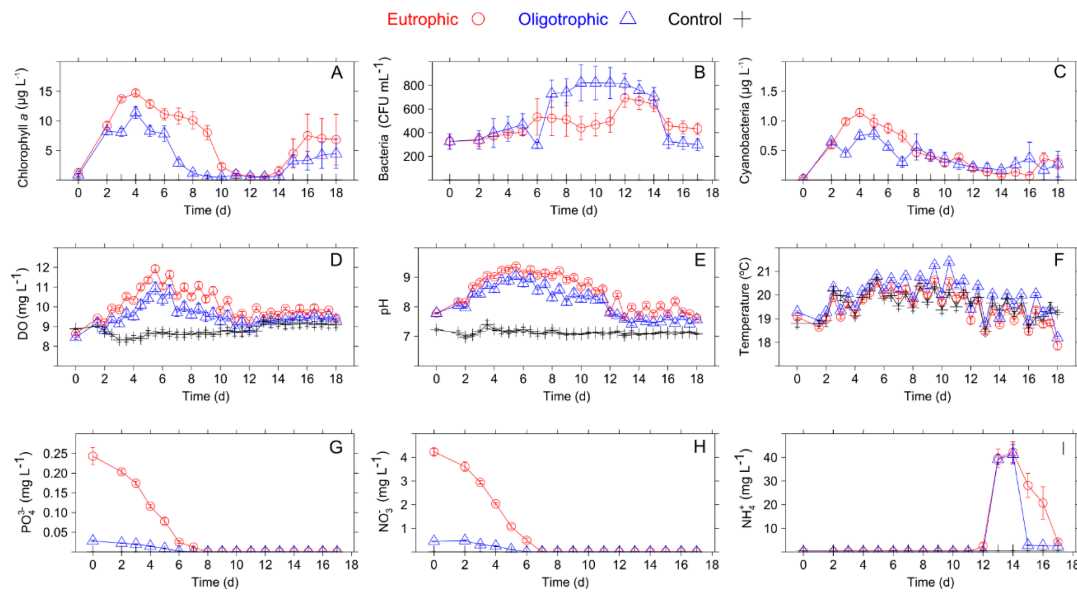 Eutrophic Oligotrophic Control
A B C
Chlorophyll a (µg L⁻¹) Bacteria (CFU mL⁻¹) Cyanobacteria (µg L⁻¹)
15 10 5
800 600 400 200
1.5 1.0 0.5
0 2 4 6 8 10 12 14 16 18
0 2 4 6 8 10 12 14 16 18
0 2 4 6 8 10 12 14 16 18
Time (d) Time (d) Time (d)
D E F
DO (mg L⁻¹) pH Temperature (ºC)
12 11 10 9 8
9 8 7
21 20 19 18
0 2 4 6 8 10 12 14 16 18
0 2 4 6 8 10 12 14 16 18
0 2 4 6 8 10 12 14 16 18
Time (d) Time (d) Time (d)
G H I
PO₄³⁻ (mg L⁻¹) NO₃⁻ (mg L⁻¹) NH₄⁺ (mg L⁻¹)
0.25 0.20 0.15 0.10 0.05
4 3 2 1
40 30 20 10
0 2 4 6 8 10 12 14 16 18
0 2 4 6 8 10 12 14 16 18
0 2 4 6 8 10 12 14 16 18
Time (d) Time (d) Time (d)